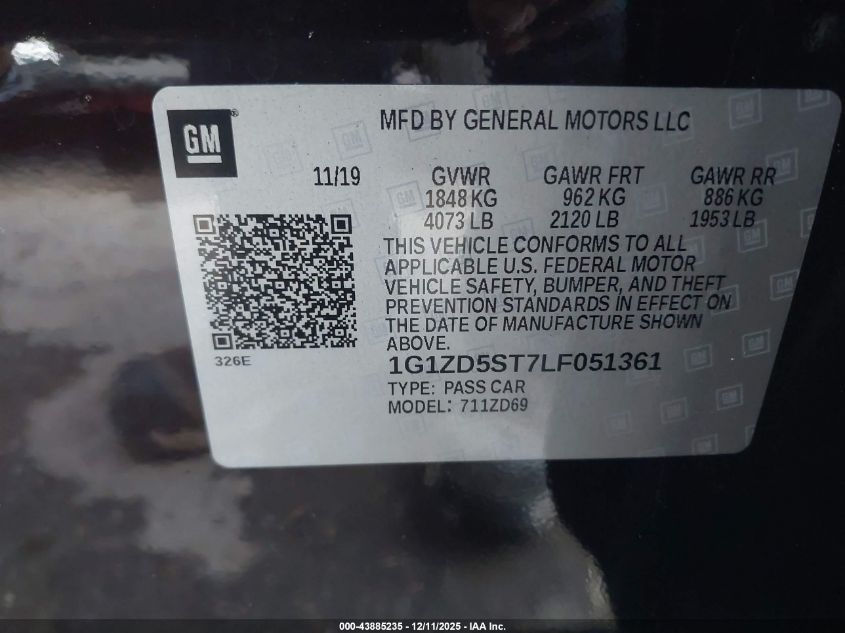 GM ®
MFD BY GENERAL MOTORS LLC
11/19 GVWR GAWR FRT GAWR RR
1848 KG 962 KG 886 KG
4073 LB 2120 LB 1953 LB
THIS VEHICLE CONFORMS TO ALL
APPLICABLE U.S. FEDERAL MOTOR
VEHICLE SAFETY, BUMPER, AND THEFT
PREVENTION STANDARDS IN EFFECT ON
THE DATE OF MANUFACTURE SHOWN
ABOVE.
326E
1G1ZD5ST7LF051361
TYPE: PASS CAR
MODEL: 711ZD69
000-43885235 - 12/11/2025 - IAA Inc.